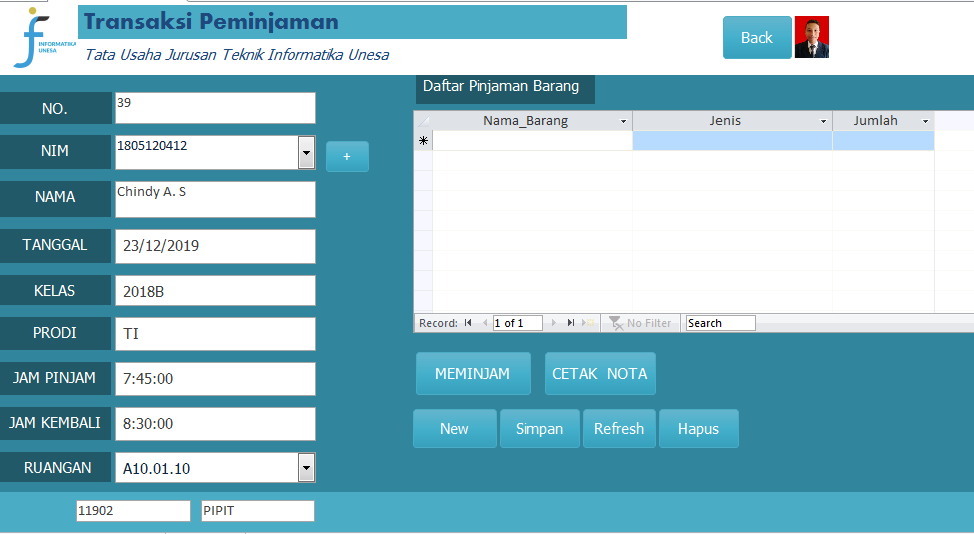 INFORMATIKA
UNESA
Transaksi Peminjaman
Tata Usaha Jurusan Teknik Informatika Unesa
Back
NO.
39
NIM
1805120412
+
NAMA
Chindy A. S
TANGGAL
23/12/2019
KELAS
2018B
PRODI
TI
JAM PINJAM
7:45:00
JAM KEMBALI
8:30:00
RUANGAN
A10.01.10
11902
PIPIT
Daftar Pinjaman Barang
Nama_Barang Jenis Jumlah
Record: 1 of 1 No Filter Search
MEMINJAM
CETAK NOTA
New
Simpan
Refresh
Hapus